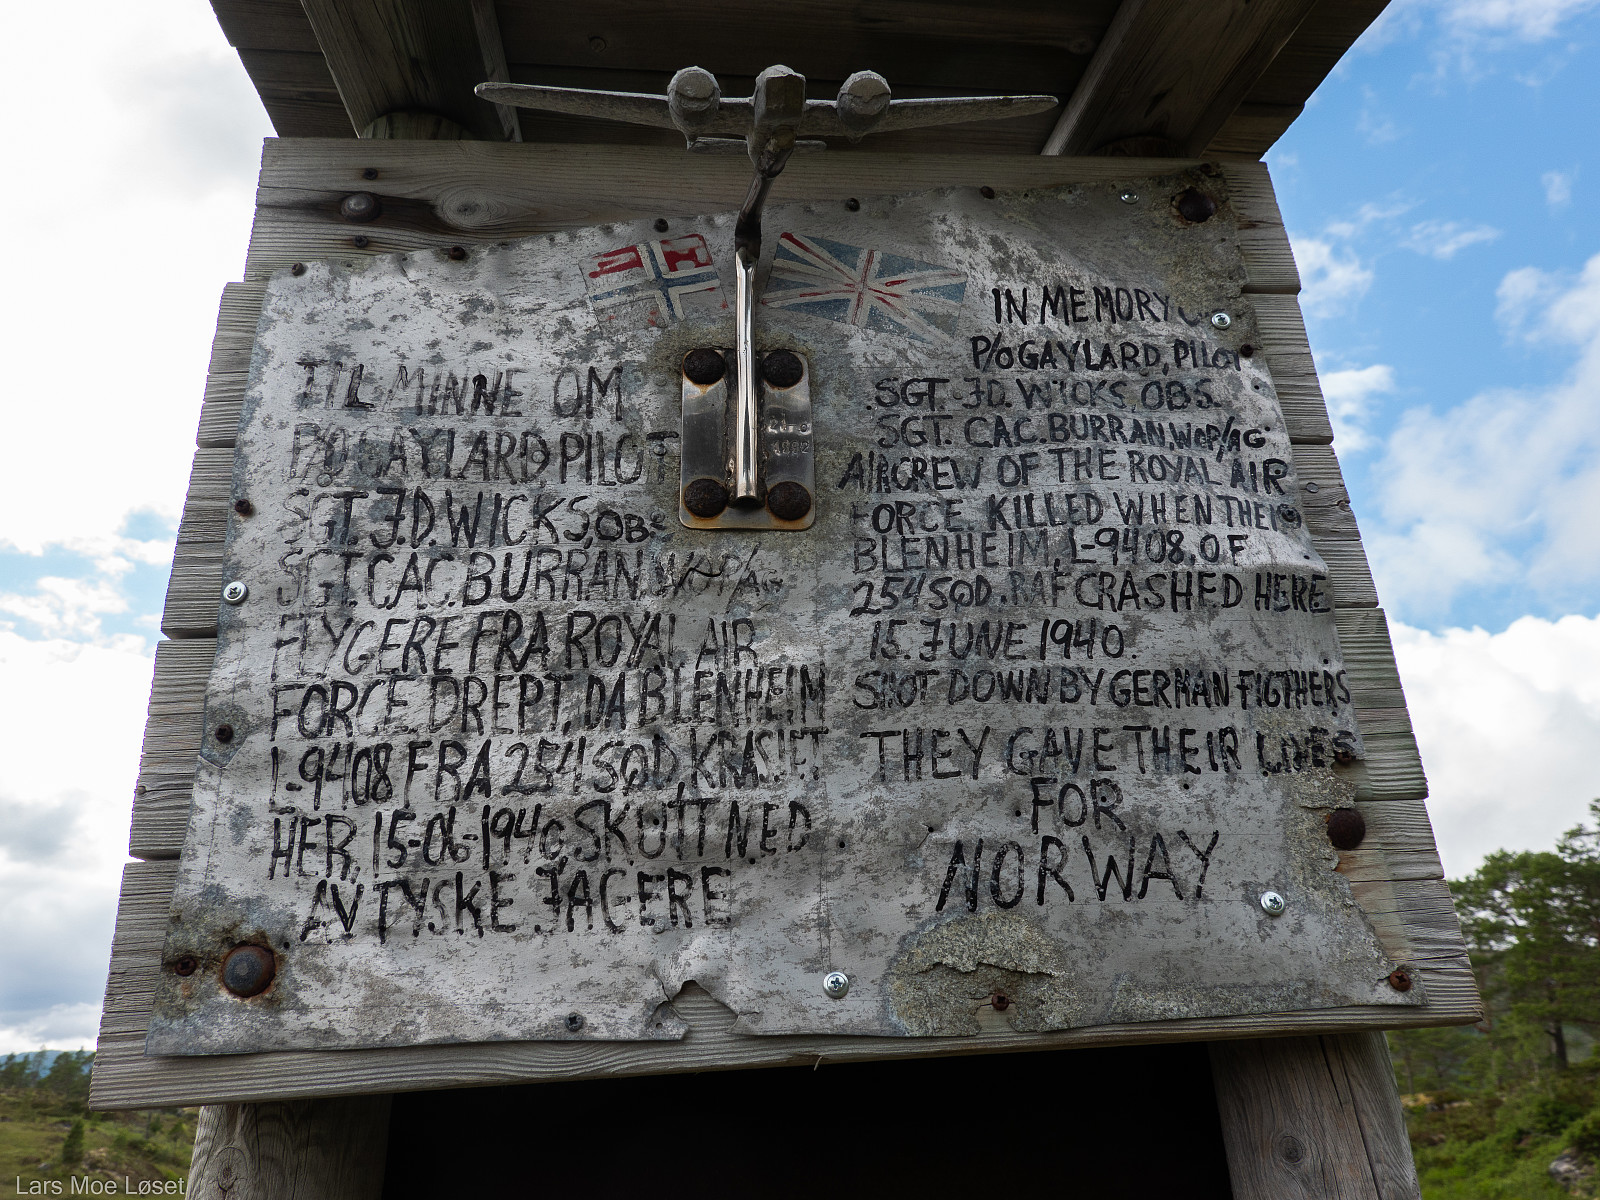 TIL MINNE OM
P/O GAYLARD, PILOT
SGT. J.D. WICKS, OBS
SGT. CAC. BURRAN. WOP/AG
FLYGERE FRA ROYAL AIR
FORCE. DREPT, DA BLENHEIM
L-9408 FRA 254 SQD. KRASJET
HER, 15-06-1940, SKUTT NED
AV TYSKE JAGERE
IN MEMORY
P/O GAYLARD, PILOT
SGT. JD. WICKS, OBS.
SGT. CAC. BURRAN, WOP/AG
AIRCREW OF THE ROYAL AIR
FORCE. KILLED WHEN THEIR
BLENHEIM, L-9408, OF
254 SQD. RAF CRASHED HERE
15. JUNE 1940.
SHOT DOWN BY GERMAN FIGTHERS
THEY GAVE THEIR LIVES
FOR
NORWAY
Lars Moe Løset